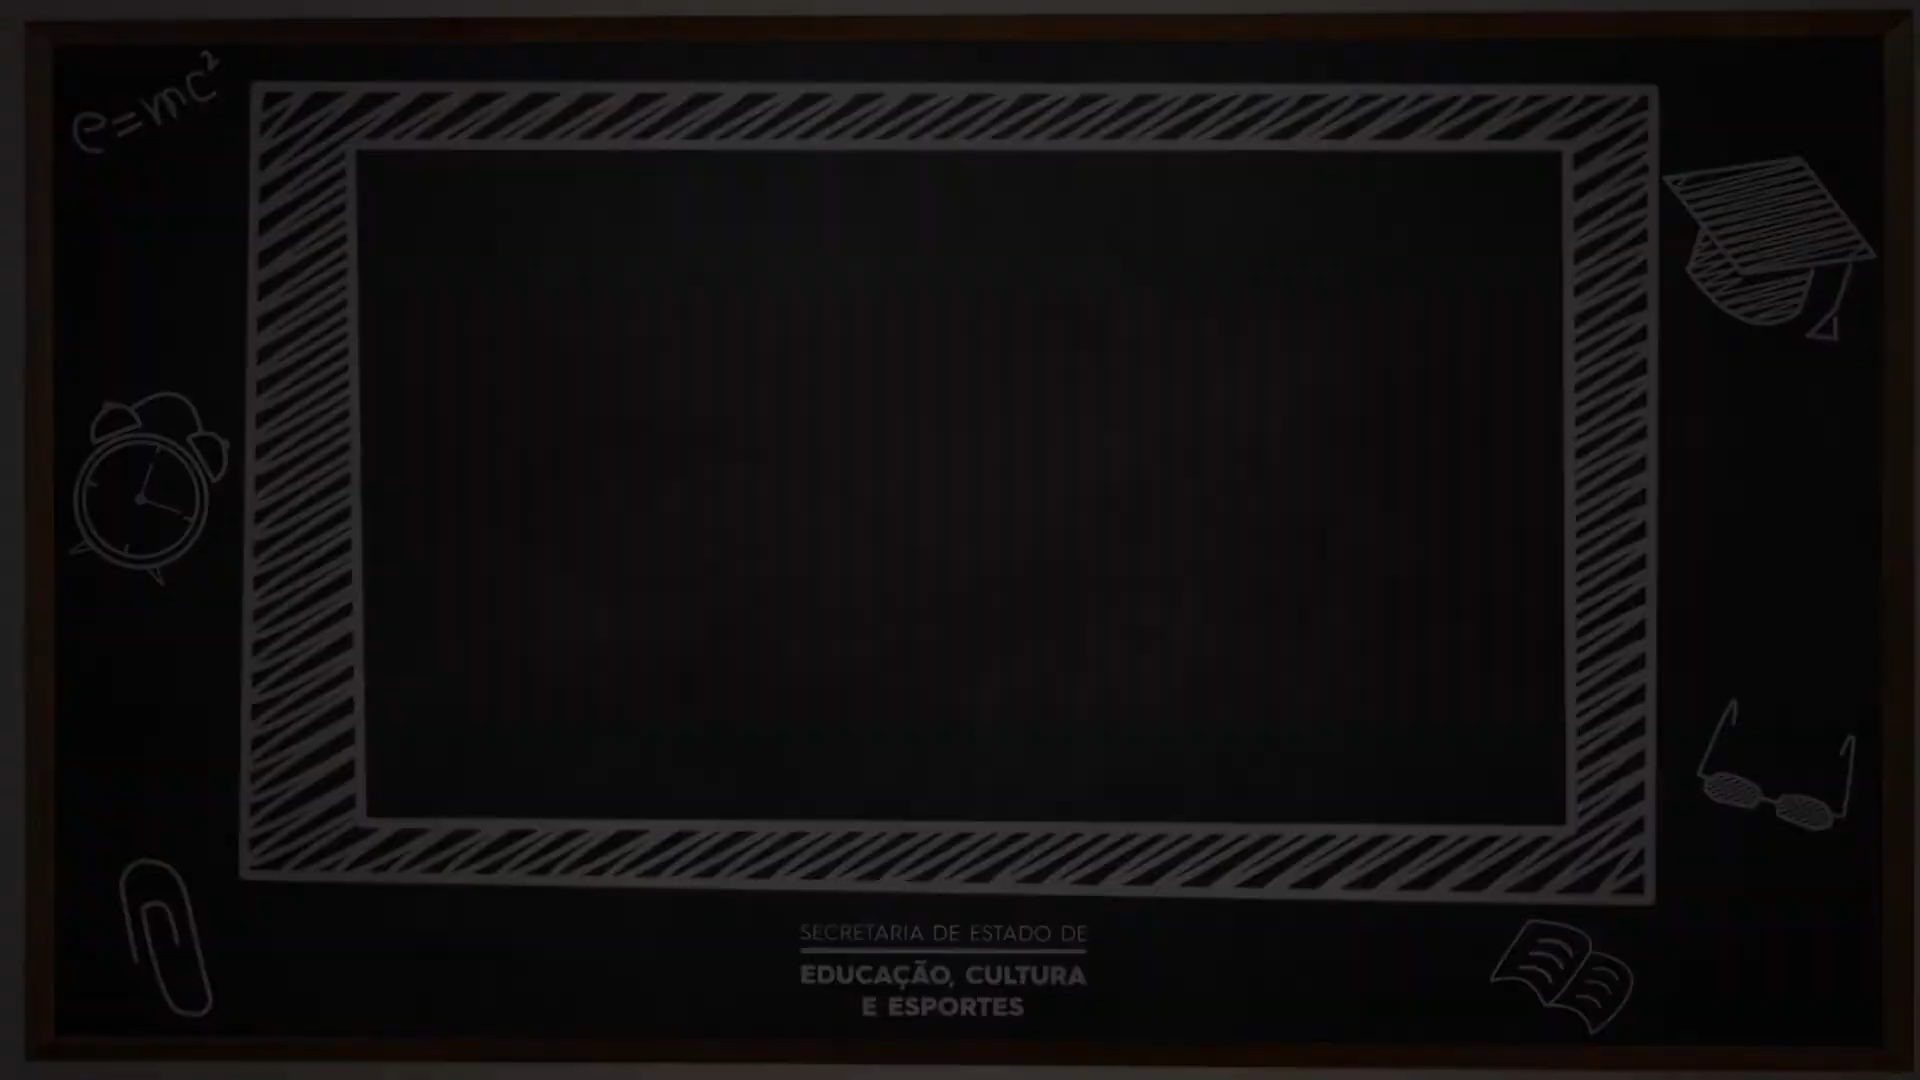 e=mc²
SECRETARIA DE ESTADO DE
EDUCAÇÃO, CULTURA
E ESPORTES